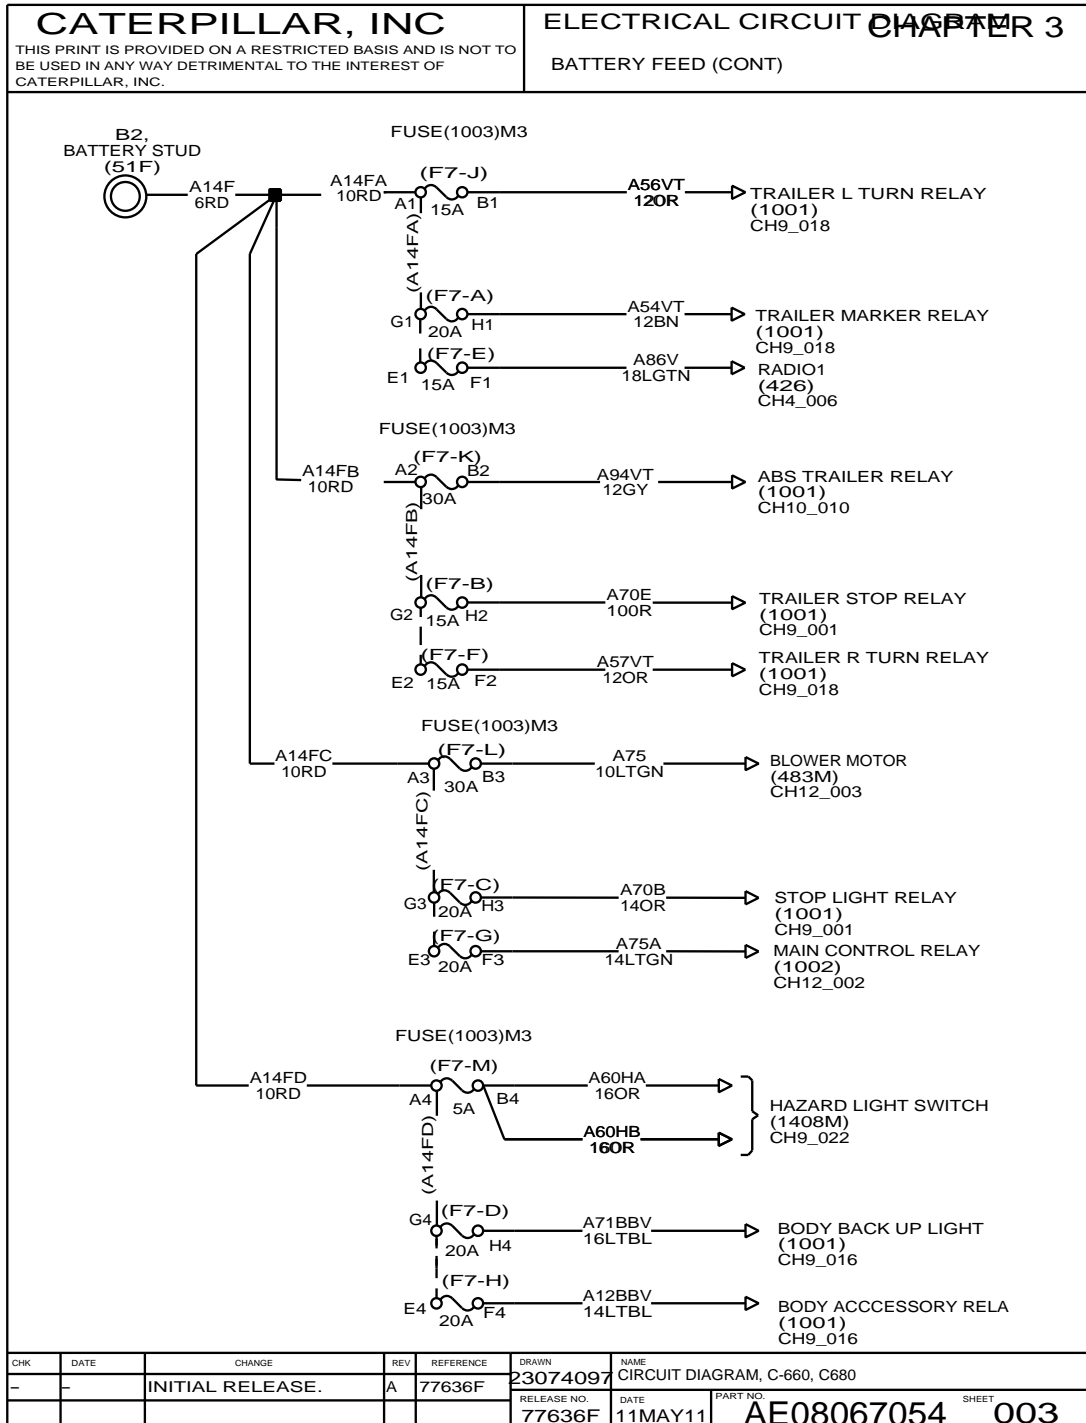 CATERPILLAR, INC
THIS PRINT IS PROVIDED ON A RESTRICTED BASIS AND IS NOT TO
BE USED IN ANY WAY DETRIMENTAL TO THE INTEREST OF
CATERPILLAR, INC.
ELECTRICAL CIRCUIT DIAGRAM
CHAPTER 3
BATTERY FEED (CONT)
B2,
BATTERY STUD
(51F)
A14F
6RD
FUSE(1003)M3
A14FA
10RD
A1
(F7-J)
15A
B1
A56VT
12OR
TRAILER L TURN RELAY
(1001)
CH9_018
(A14FA)
G1
(F7-A)
20A
H1
A54VT
12BN
TRAILER MARKER RELAY
(1001)
CH9_018
E1
(F7-E)
15A
F1
A86V
18LGTN
RADIO1
(426)
CH4_006
FUSE(1003)M3
A14FB
10RD
A2
(F7-K)
30A
B2
A94VT
12GY
ABS TRAILER RELAY
(1001)
CH10_010
(A14FB)
G2
(F7-B)
15A
H2
A70E
100R
TRAILER STOP RELAY
(1001)
CH9_001
E2
(F7-F)
15A
F2
A57VT
12OR
TRAILER R TURN RELAY
(1001)
CH9_018
FUSE(1003)M3
A14FC
10RD
A3
(F7-L)
30A
B3
A75
10LTGN
BLOWER MOTOR
(483M)
CH12_003
(A14FC)
G3
(F7-C)
20A
H3
A70B
14OR
STOP LIGHT RELAY
(1001)
CH9_001
E3
(F7-G)
20A
F3
A75A
14LTGN
MAIN CONTROL RELAY
(1002)
CH12_002
FUSE(1003)M3
A14FD
10RD
A4
(F7-M)
5A
B4
A60HA
16OR
A60HB
16OR
HAZARD LIGHT SWITCH
(1408M)
CH9_022
(A14FD)
G4
(F7-D)
20A
H4
A71BBV
16LTBL
BODY BACK UP LIGHT
(1001)
CH9_016
E4
(F7-H)
20A
F4
A12BBV
14LTBL
BODY ACCCESSORY RELA
(1001)
CH9_016
CHK DATE CHANGE REV REFERENCE
– – INITIAL RELEASE. A 77636F
DRAWN
23074097
NAME
CIRCUIT DIAGRAM, C-660, C680
RELEASE NO.
77636F
DATE
11MAY11
PART NO.
AE08067054
SHEET
003